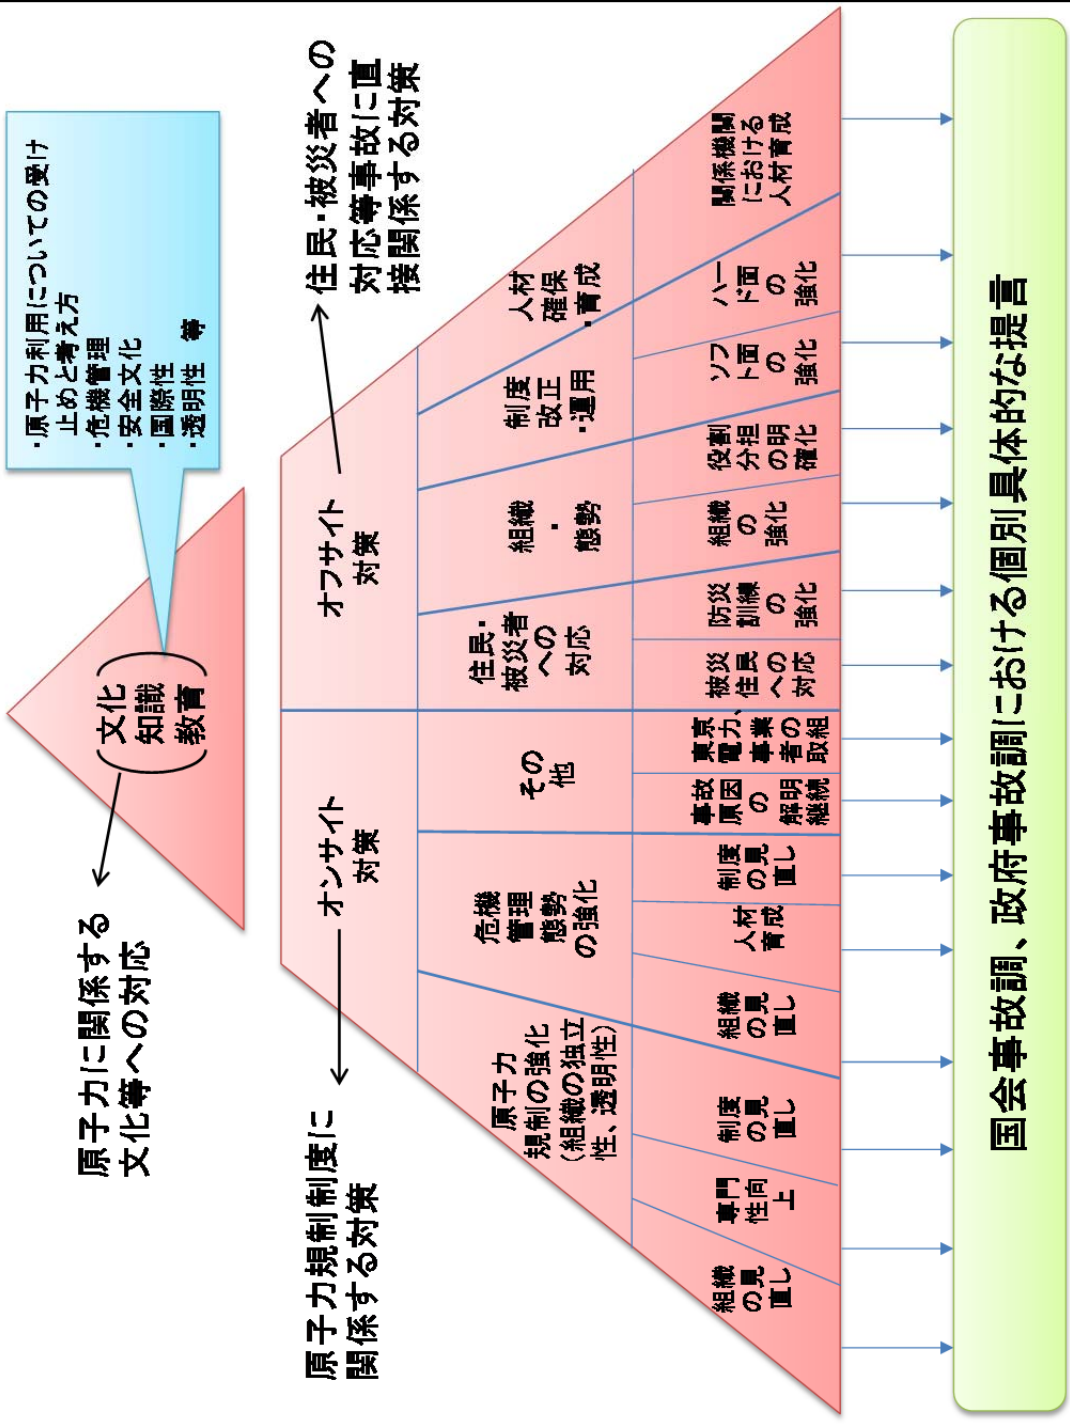 ・原子力利用についての受け
止めと考え方
・危機管理
・安全文化
・国際性
・透明性　等
原子力に関係する
文化等への対応
文化
知識
教育
原子力規制制度に
関係する対策
オンサイト
対策
オフサイト
対策
住民・被災者への
対応等事故に直
接関係する対策
原子力
規制の強化
（組織の独立
性、透明性）
危機
管理
態勢
の強化
その
他
住民・
被災者
への
対応
組織
・
態勢
制度
改正
・運用
人材
確保
・育成
組織
の見
直し
専門
性向
上
制度
の見
直し
組織
の見
直し
人材
育成
制度
の見
直し
事故
原因
の
解明
継続
東京
電力、
事業
者の
取組
被災
住民
への
対応
防災
訓練
の
強化
組織
の
強化
役割
分担
の明
確化
ソフ
ト面
の
強化
ハー
ド面
の
強化
関係機関
における
人材育成
国会事故調、政府事故調における個別具体的な提言